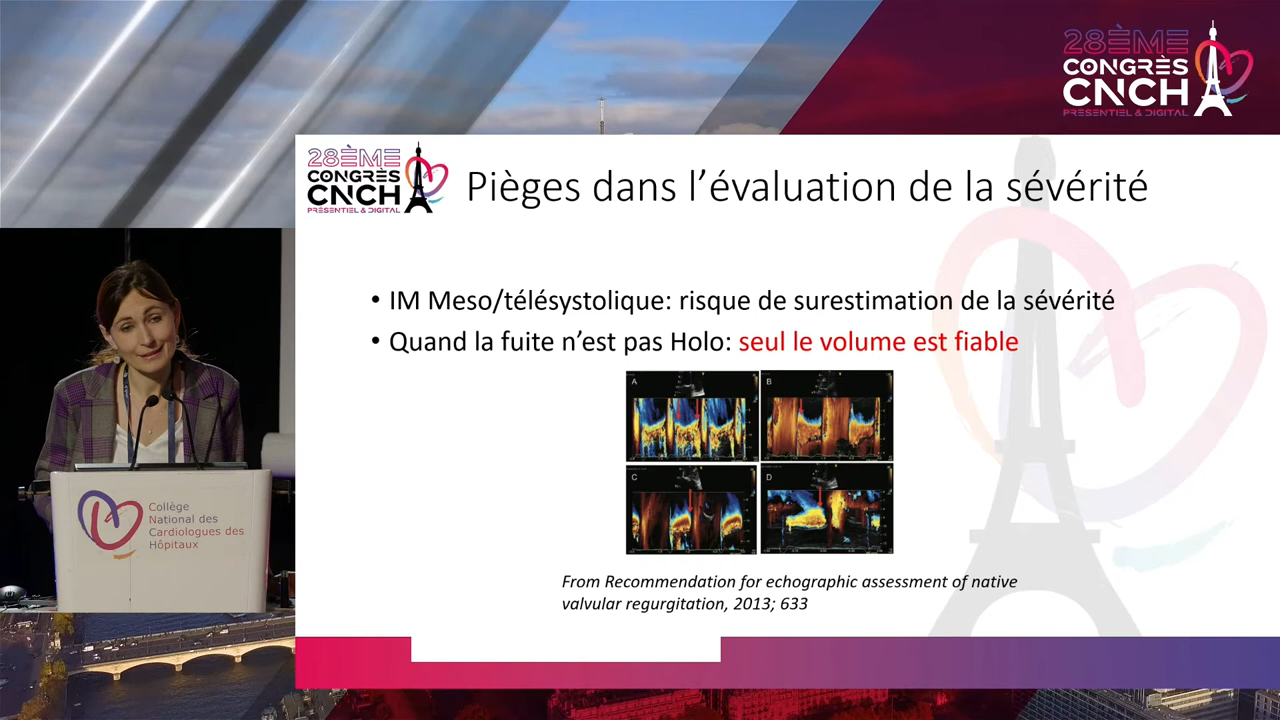 28ÈME
CONGRÈS
CNCH
PRÉSENTIEL & DIGITAL
28ÈME
CONGRÈS
CNCH
PRÉSENTIEL & DIGITAL
Pièges dans l’évaluation de la sévérité
• IM Meso/télésystolique: risque de surestimation de la sévérité
• Quand la fuite n’est pas Holo: seul le volume est fiable
A
B
C
D
From Recommendation for echographic assessment of native
valvular regurgitation, 2013; 633
Collège
National des
Cardiologues des
Hôpitaux